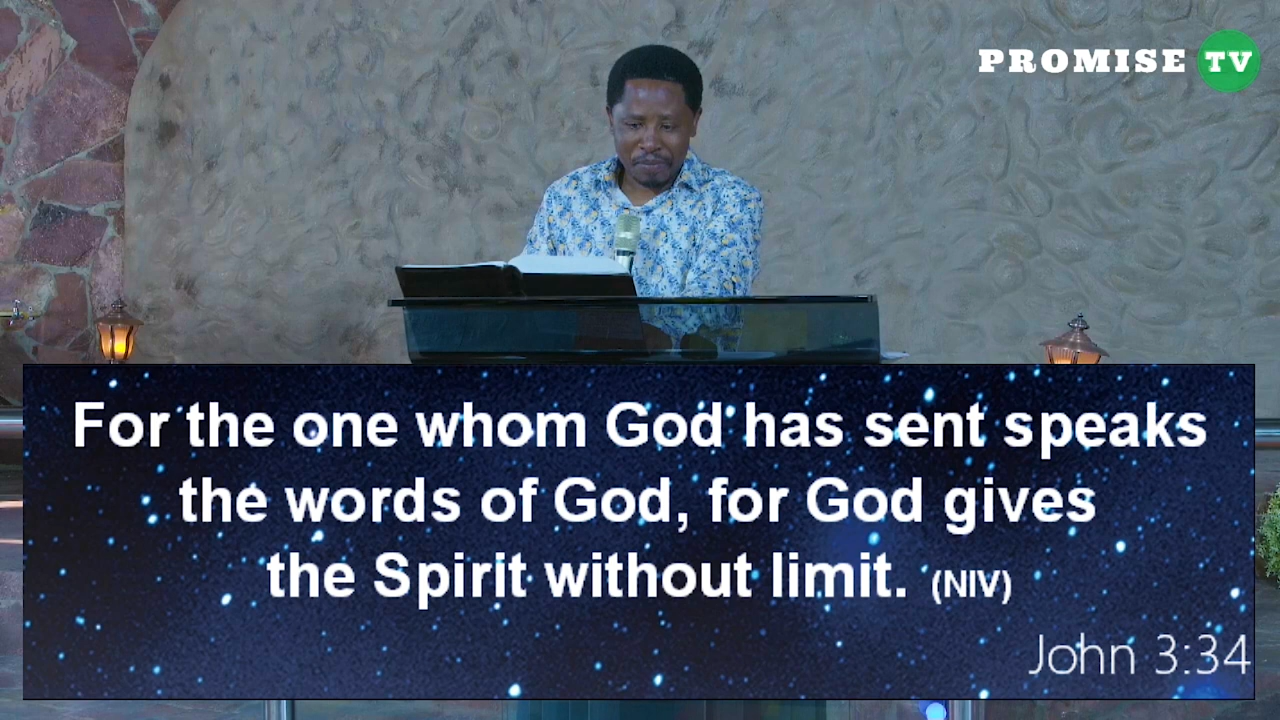 PROMISE TV
For the one whom God has sent speaks
the words of God, for God gives
the Spirit without limit. (NIV)
John 3:34